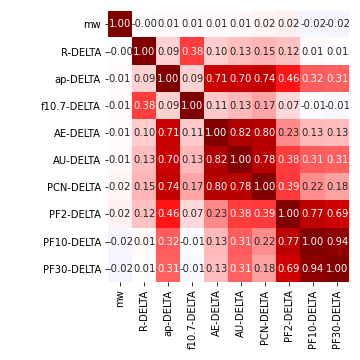 mw 1.00 -0.00 0.01 0.01 0.01 0.01 0.02 0.02 -0.02 -0.02
R-DELTA -0.00 1.00 0.09 0.38 0.10 0.13 0.15 0.12 0.01 0.01
ap-DELTA 0.01 0.09 1.00 0.09 0.71 0.70 0.74 0.46 0.32 0.31
f10.7-DELTA 0.01 0.38 0.09 1.00 0.11 0.13 0.17 0.07 -0.01 -0.01
AE-DELTA 0.01 0.10 0.71 0.11 1.00 0.82 0.80 0.23 0.13 0.13
AU-DELTA 0.01 0.13 0.70 0.13 0.82 1.00 0.78 0.38 0.31 0.31
PCN-DELTA 0.02 0.15 0.74 0.17 0.80 0.78 1.00 0.39 0.22 0.18
PF2-DELTA 0.02 0.12 0.46 0.07 0.23 0.38 0.39 1.00 0.77 0.69
PF10-DELTA -0.02 0.01 0.32 -0.01 0.13 0.31 0.22 0.77 1.00 0.94
PF30-DELTA -0.02 0.01 0.31 -0.01 0.13 0.31 0.18 0.69 0.94 1.00
mw R-DELTA ap-DELTA f10.7-DELTA AE-DELTA AU-DELTA PCN-DELTA PF2-DELTA PF10-DELTA PF30-DELTA